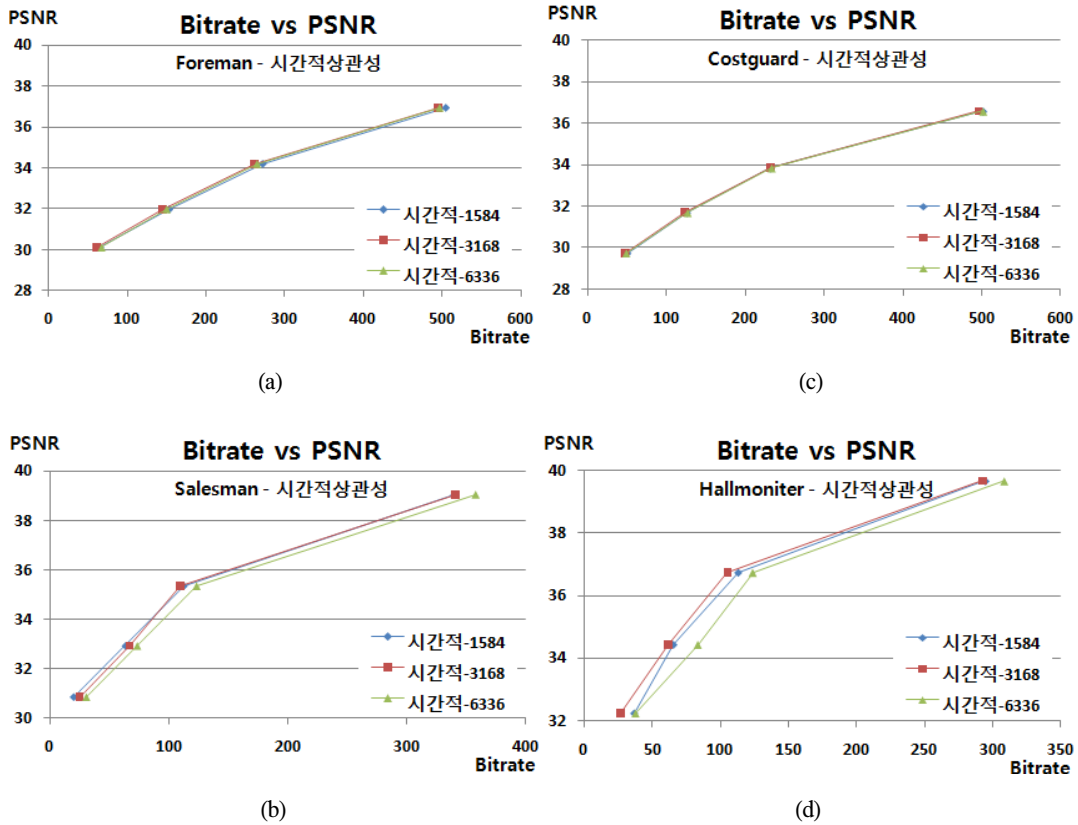 PSNR
Bitrate vs PSNR
Foreman - 시간적상관성
40
38
36
34
32
30
28
시간적-1584
시간적-3168
시간적-6336
0 100 200 300 400 500 600
Bitrate
(a)
PSNR
Bitrate vs PSNR
Costguard - 시간적상관성
40
38
36
34
32
30
28
시간적-1584
시간적-3168
시간적-6336
0 100 200 300 400 500 600
Bitrate
(c)
PSNR
Bitrate vs PSNR
Salesman - 시간적상관성
40
38
36
34
32
30
시간적-1584
시간적-3168
시간적-6336
0 100 200 300 400
Bitrate
(b)
PSNR
Bitrate vs PSNR
Hallmoniter - 시간적상관성
40
38
36
34
32
시간적-1584
시간적-3168
시간적-6336
0 50 100 150 200 250 300 350
Bitrate
(d)